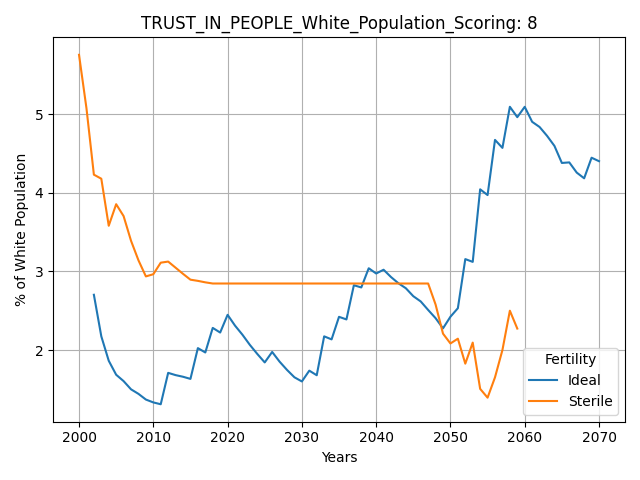 TRUST_IN_PEOPLE_White_Population_Scoring: 8
% of White Population
5
4
3
2
2000 2010 2020 2030 2040 2050 2060 2070
Years
Fertility
Ideal
Sterile